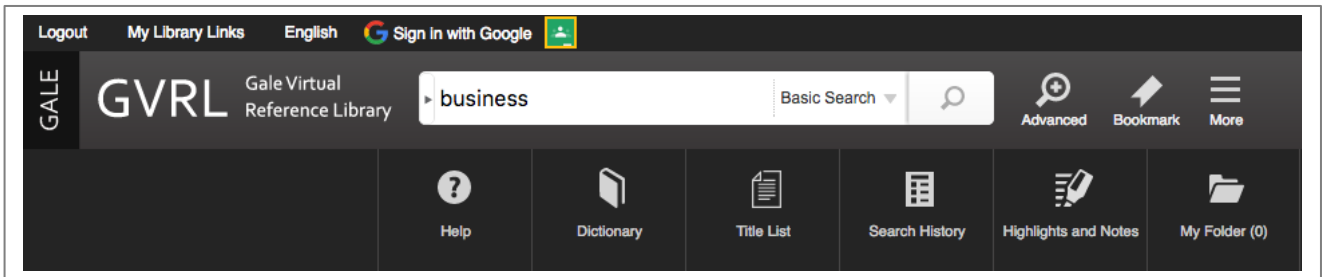 Logout My Library Links English Sign in with Google
GALE
GVRL Gale Virtual
Reference Library
business Basic Search
Advanced Bookmark More
Help Dictionary Title List Search History Highlights and Notes My Folder (0)